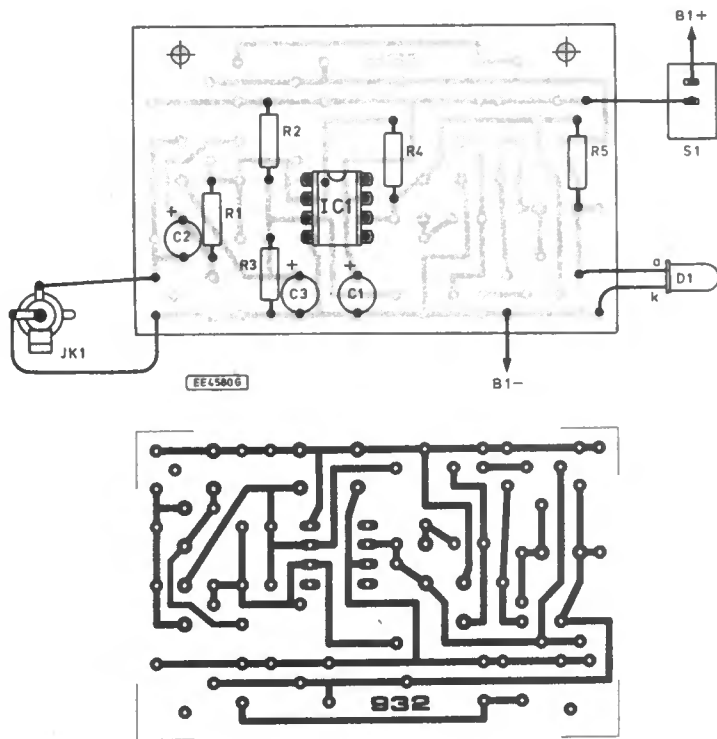 B1+
S1
R2
R4
R5
IC1
R1
C2
+
R3
+
C3
+
C1
a
D1
k
JK1
EE4580G
B1-
932